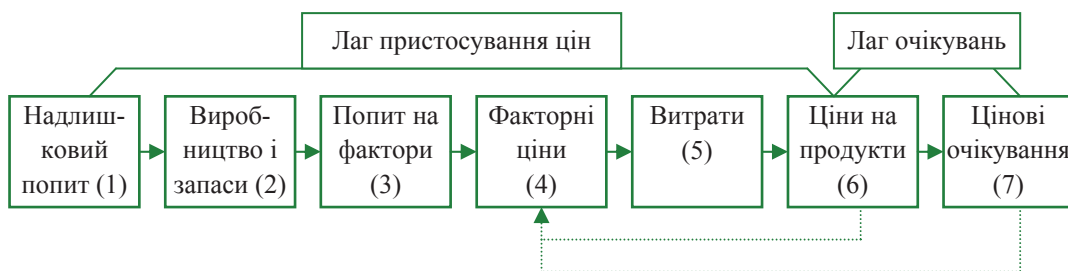 Лаг пристосування цін
Лаг очікувань
Надлиш-
ковий
попит (1)
Вироб-
ництво і
запаси (2)
Попит на
фактори
(3)
Факторні
ціни
(4)
Витрати
(5)
Ціни на
продукти
(6)
Цінові
очікування
(7)